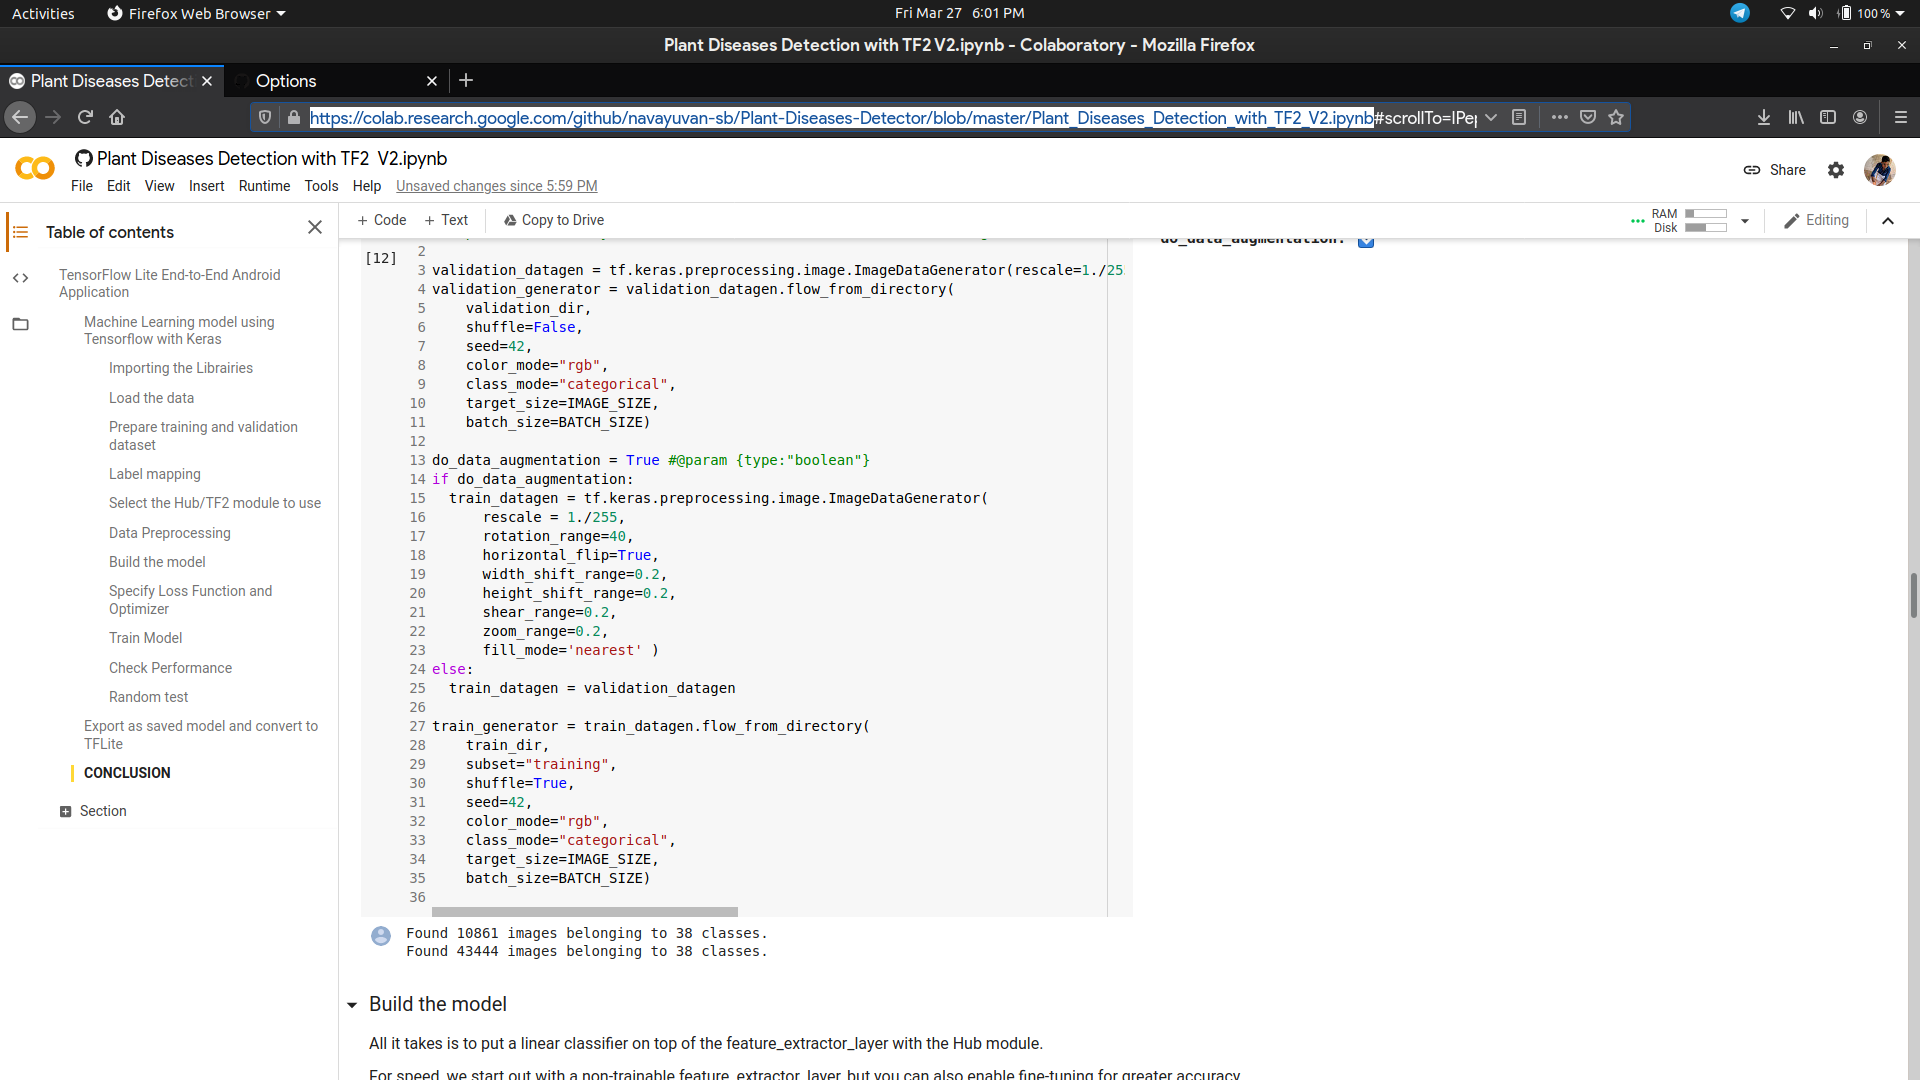 Activities
Firefox Web Browser
Fri Mar 27 6:01 PM
100 %
Plant Diseases Detection with TF2 V2.ipynb - Colaboratory - Mozilla Firefox
Plant Diseases Detect
Options
https://colab.research.google.com/github/navayuvan-sb/Plant-Diseases-Detector/blob/master/Plant_Diseases_Detection_with_TF2_V2.ipynb#scrollTo=IPe
Plant Diseases Detection with TF2 V2.ipynb
File Edit View Insert Runtime Tools Help Unsaved changes since 5:59 PM
Share
+ Code + Text Copy to Drive
RAM
Disk
Editing
Table of contents
TensorFlow Lite End-to-End Android
Application
Machine Learning model using
Tensorflow with Keras
Importing the Librairies
Load the data
Prepare training and validation
dataset
Label mapping
Select the Hub/TF2 module to use
Data Preprocessing
Build the model
Specify Loss Function and
Optimizer
Train Model
Check Performance
Random test
Export as saved model and convert to
TFLite
CONCLUSION
Section
do_data_augmentation:
[12]
2
3 validation_datagen = tf.keras.preprocessing.image.ImageDataGenerator(rescale=1./25
4 validation_generator = validation_datagen.flow_from_directory(
5 validation_dir,
6 shuffle=False,
7 seed=42,
8 color_mode="rgb",
9 class_mode="categorical",
10 target_size=IMAGE_SIZE,
11 batch_size=BATCH_SIZE)
12
13 do_data_augmentation = True #@param {type:"boolean"}
14 if do_data_augmentation:
15 train_datagen = tf.keras.preprocessing.image.ImageDataGenerator(
16 rescale = 1./255,
17 rotation_range=40,
18 horizontal_flip=True,
19 width_shift_range=0.2,
20 height_shift_range=0.2,
21 shear_range=0.2,
22 zoom_range=0.2,
23 fill_mode='nearest' )
24 else:
25 train_datagen = validation_datagen
26
27 train_generator = train_datagen.flow_from_directory(
28 train_dir,
29 subset="training",
30 shuffle=True,
31 seed=42,
32 color_mode="rgb",
33 class_mode="categorical",
34 target_size=IMAGE_SIZE,
35 batch_size=BATCH_SIZE)
36
Found 10861 images belonging to 38 classes.
Found 43444 images belonging to 38 classes.
Build the model
All it takes is to put a linear classifier on top of the feature_extractor_layer with the Hub module.
For speed, we start out with a non-trainable feature_extractor_layer, but you can also enable fine-tuning for greater accuracy.